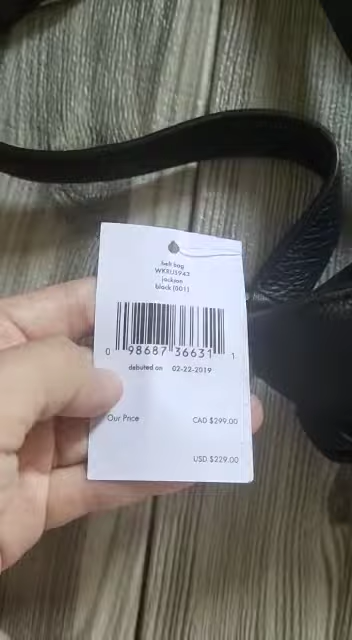 belt bag
WKRU5943
jackson
black (001)
0 98687 36631 1
debuted on 02-22-2019
Our Price CAD $299.00
USD $229.00